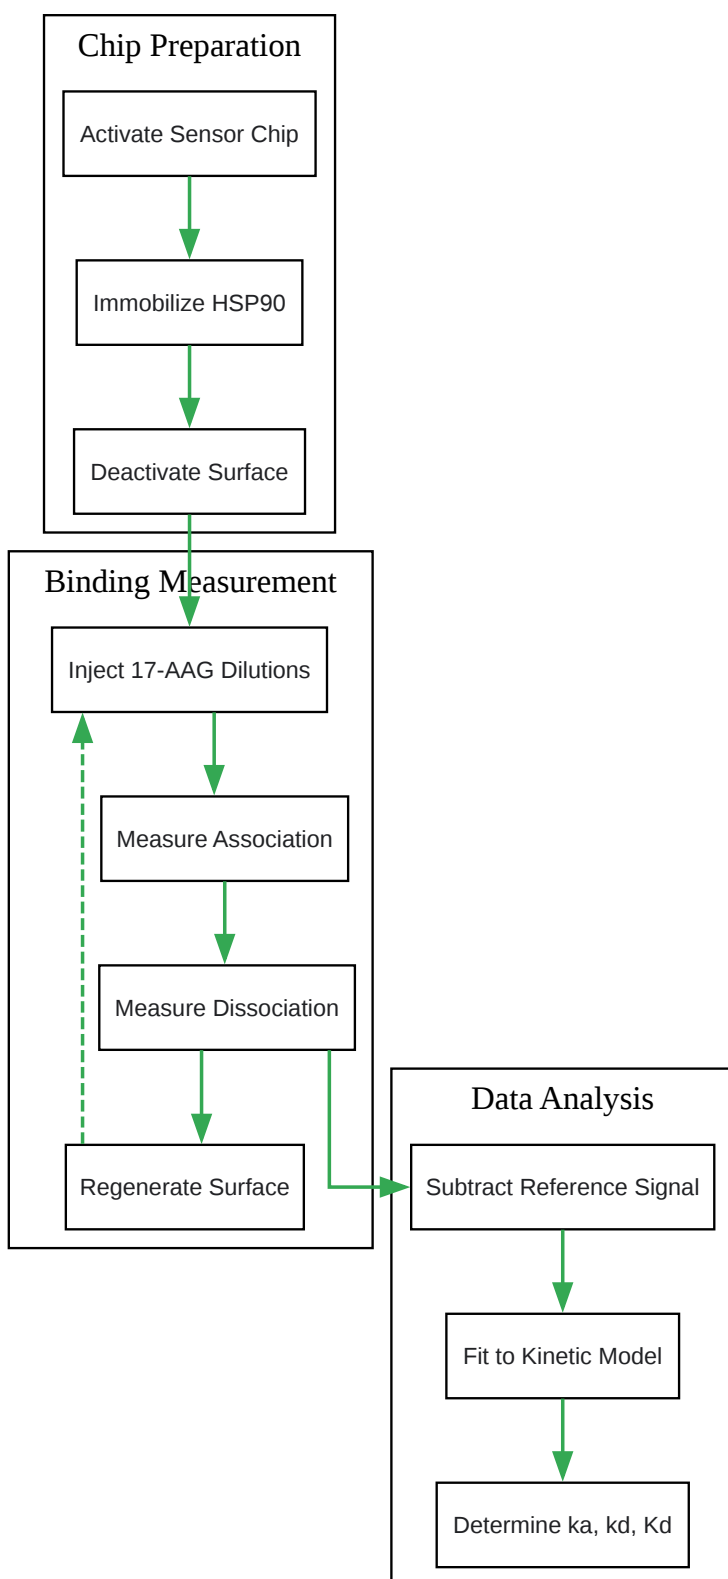 Chip Preparation
Activate Sensor Chip
Immobilize HSP90
Deactivate Surface
Binding Measurement
Inject 17-AAG Dilutions
Measure Association
Measure Dissociation
Regenerate Surface
Data Analysis
Subtract Reference Signal
Fit to Kinetic Model
Determine ka, kd, Kd